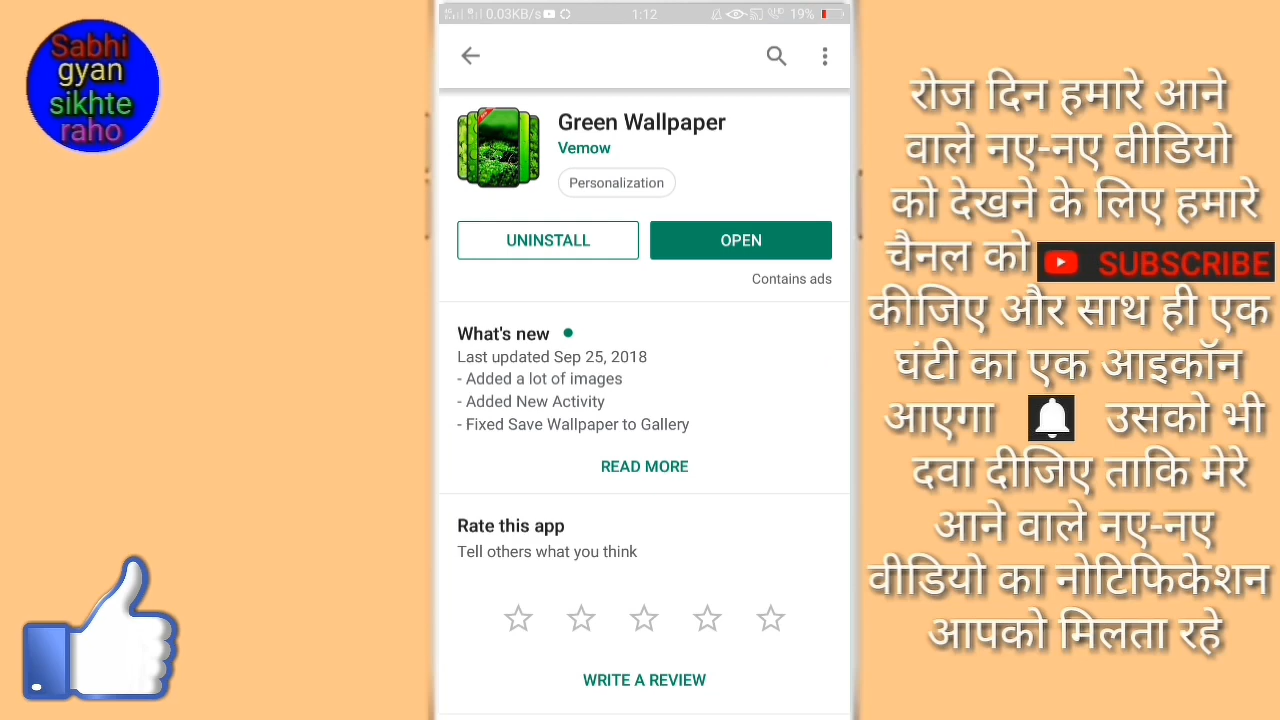 Sabhi
gyan
sikhte
raho
0.03KB/s 1:12 19%
Green Wallpaper
Vemow
Personalization
UNINSTALL OPEN
Contains ads
What's new
Last updated Sep 25, 2018
- Added a lot of images
- Added New Activity
- Fixed Save Wallpaper to Gallery
READ MORE
Rate this app
Tell others what you think
WRITE A REVIEW
रोज दिन हमारे आने
वाले नए-नए वीडियो
को देखने के लिए हमारे
चैनल को SUBSCRIBE
कीजिए और साथ ही एक
घंटी का एक आइकॉन
आएगा उसको भी
दवा दीजिए ताकि मेरे
आने वाले नए-नए
वीडियो का नोटिफिकेशन
आपको मिलता रहे